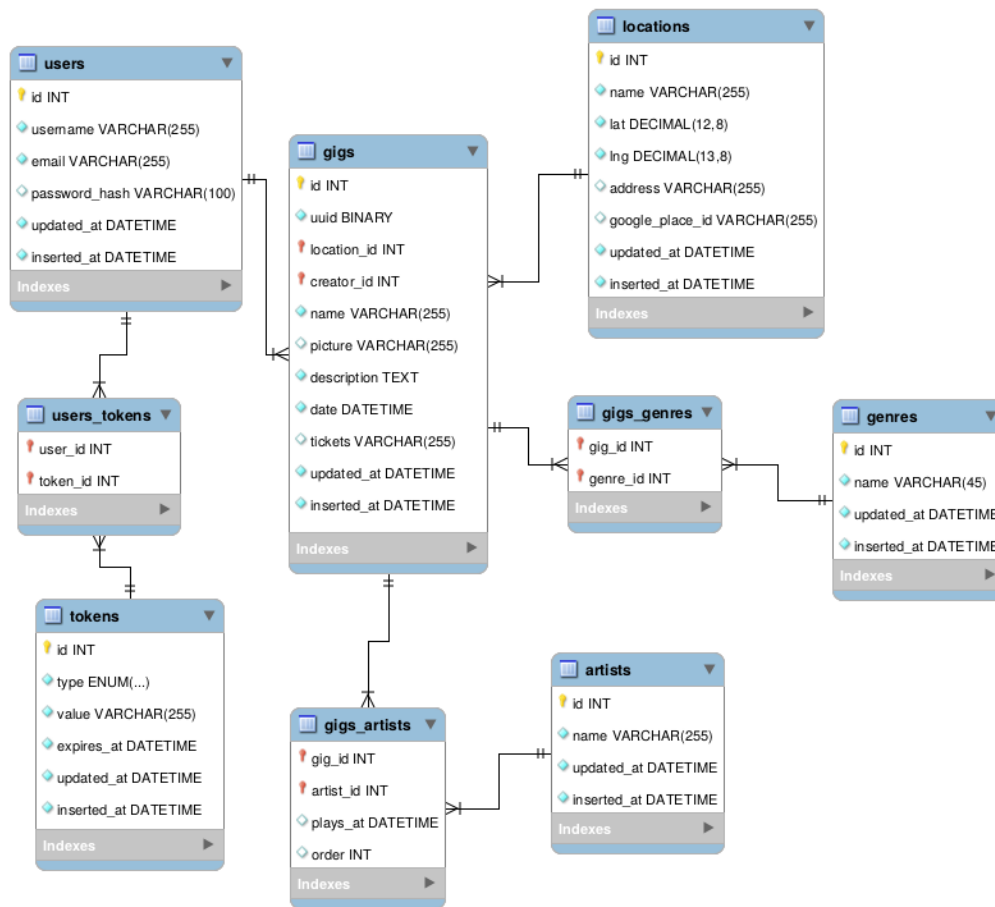 users
id INT
username VARCHAR(255)
email VARCHAR(255)
password_hash VARCHAR(100)
updated_at DATETIME
inserted_at DATETIME
Indexes
gigs
id INT
uuid BINARY
location_id INT
creator_id INT
name VARCHAR(255)
picture VARCHAR(255)
description TEXT
date DATETIME
tickets VARCHAR(255)
updated_at DATETIME
inserted_at DATETIME
Indexes
locations
id INT
name VARCHAR(255)
lat DECIMAL(12,8)
lng DECIMAL(13,8)
address VARCHAR(255)
google_place_id VARCHAR(255)
updated_at DATETIME
inserted_at DATETIME
Indexes
users_tokens
user_id INT
token_id INT
Indexes
gigs_genres
gig_id INT
genre_id INT
Indexes
genres
id INT
name VARCHAR(45)
updated_at DATETIME
inserted_at DATETIME
Indexes
tokens
id INT
type ENUM(...)
value VARCHAR(255)
expires_at DATETIME
updated_at DATETIME
inserted_at DATETIME
Indexes
gigs_artists
gig_id INT
artist_id INT
plays_at DATETIME
order INT
Indexes
artists
id INT
name VARCHAR(255)
updated_at DATETIME
inserted_at DATETIME
Indexes